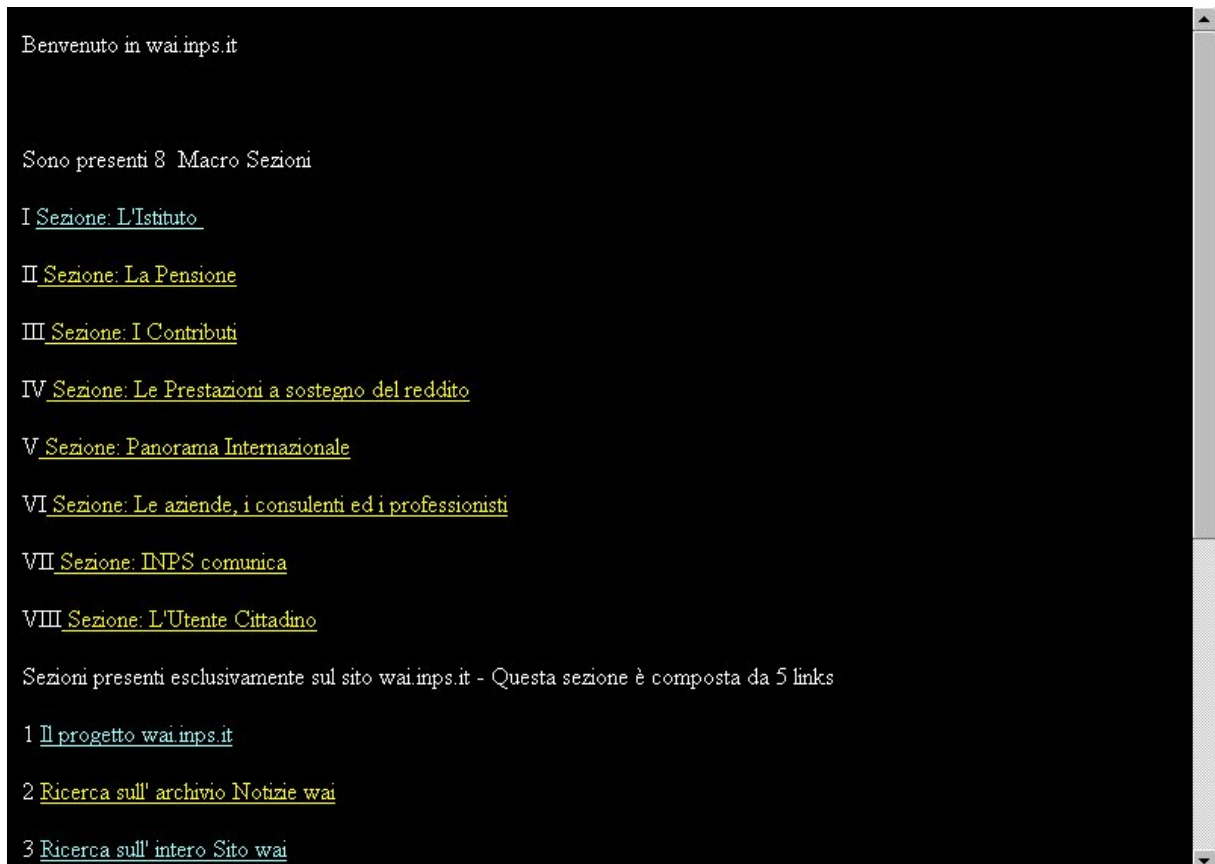 Benvenuto in wai.inps.it
Sono presenti 8 Macro Sezioni
I Sezione: L'Istituto
II Sezione: La Pensione
III Sezione: I Contributi
IV Sezione: Le Prestazioni a sostegno del reddito
V Sezione: Panorama Internazionale
VI Sezione: Le aziende, i consulenti ed i professionisti
VII Sezione: INPS comunica
VIII Sezione: L'Utente Cittadino
Sezioni presenti esclusivamente sul sito wai.inps.it - Questa sezione è composta da 5 links
1 Il progetto wai.inps.it
2 Ricerca sull' archivio Notizie wai
3 Ricerca sull' intero Sito wai